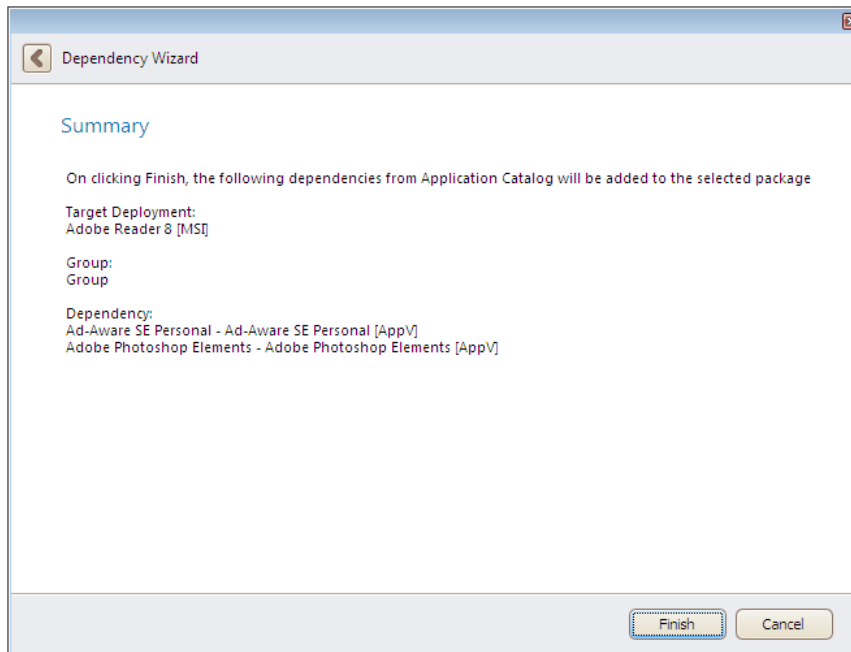 Dependency Wizard
Summary
On clicking Finish, the following dependencies from Application Catalog will be added to the selected package
Target Deployment:
Adobe Reader 8 [MSI]
Group:
Group
Dependency:
Ad-Aware SE Personal - Ad-Aware SE Personal [AppV]
Adobe Photoshop Elements - Adobe Photoshop Elements [AppV]
Finish
Cancel